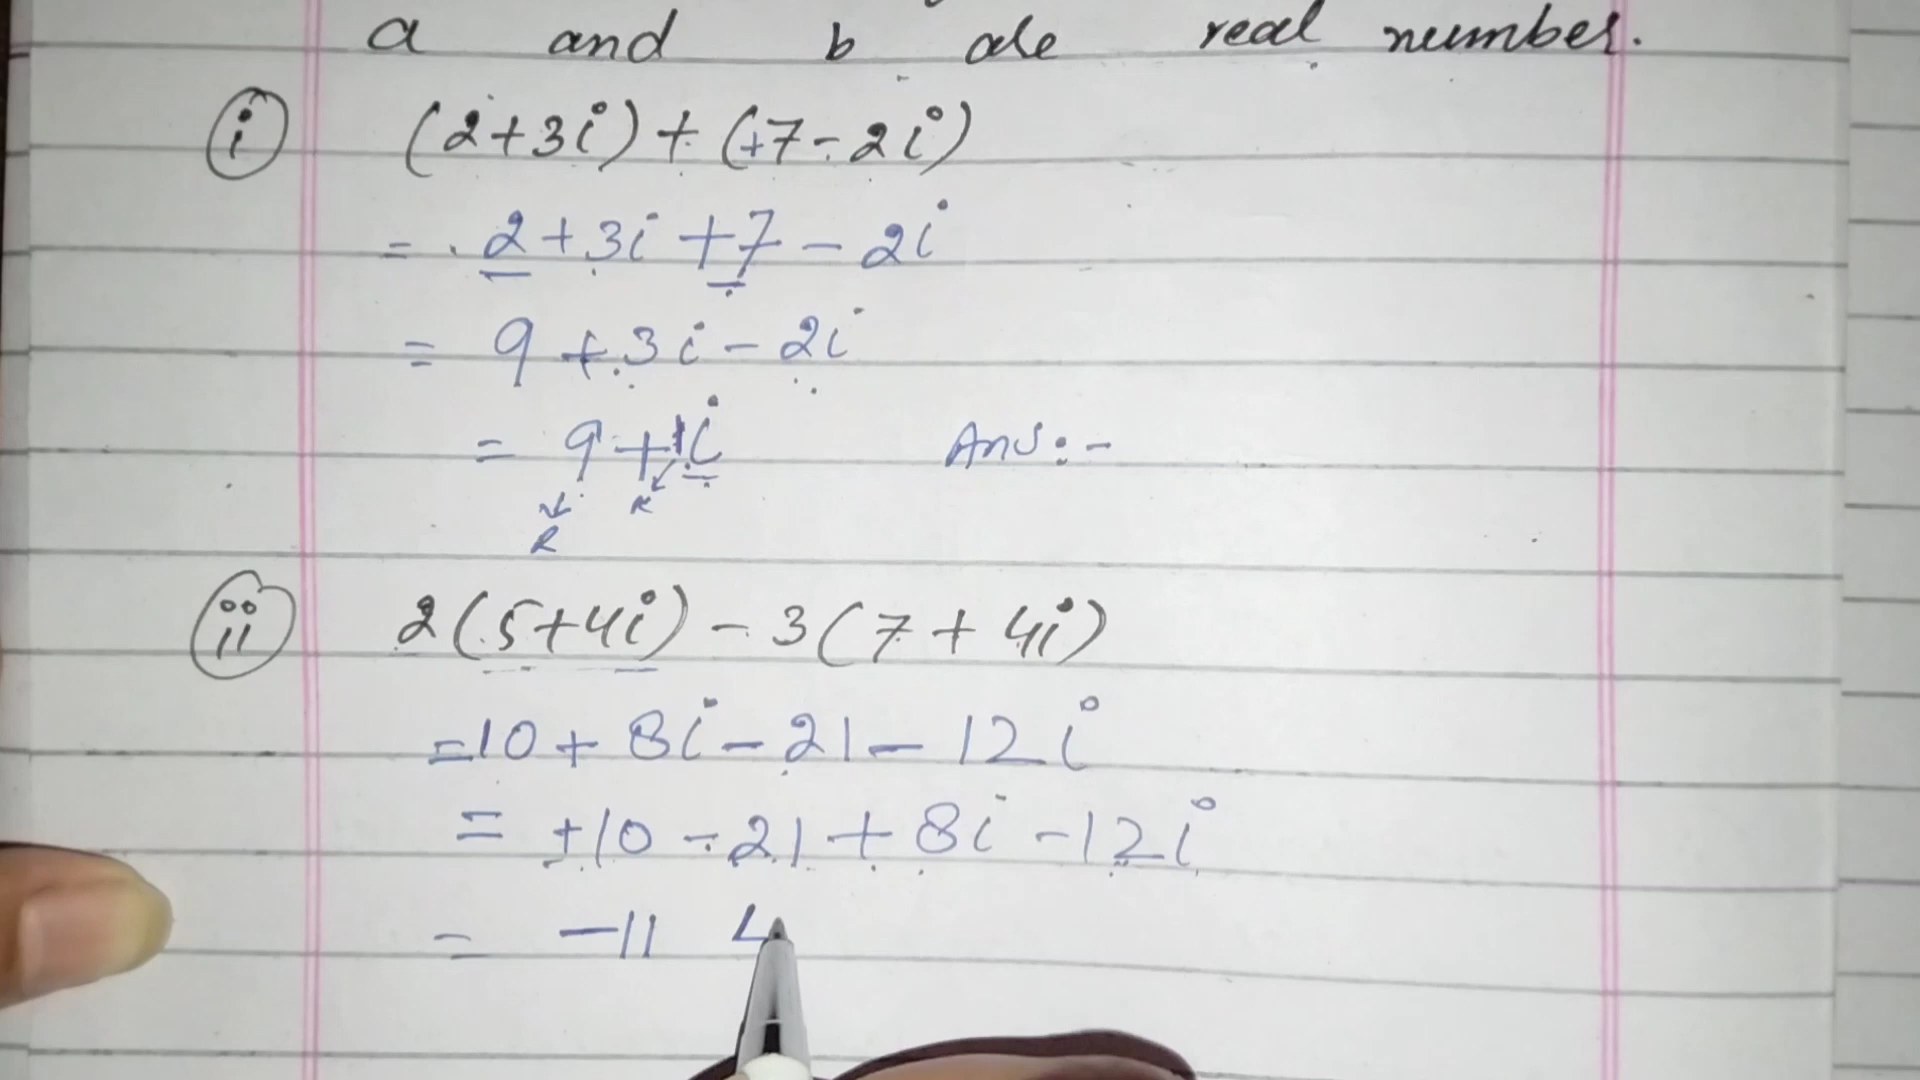 a and b are real number.
(i) (2+3i)+(+7-2i)
= 2+3i+7-2i
= 9+3i-2i
= 9+1i Ans:-
R R
(ii) 2(5+4i)-3(7+4i)
=10+8i-21-12i
= +10-21+8i-12i
= -11 4